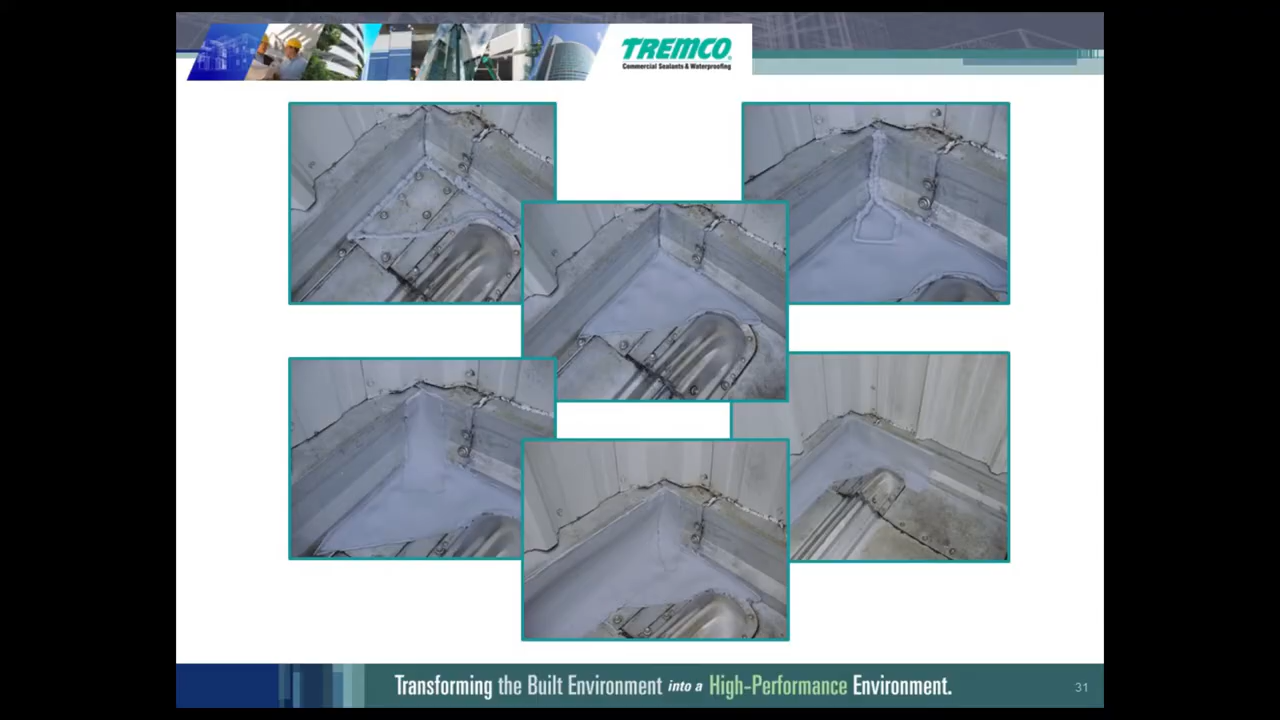 TREMCO
Commercial Sealants & Waterproofing
Transforming the Built Environment into a High-Performance Environment.
31